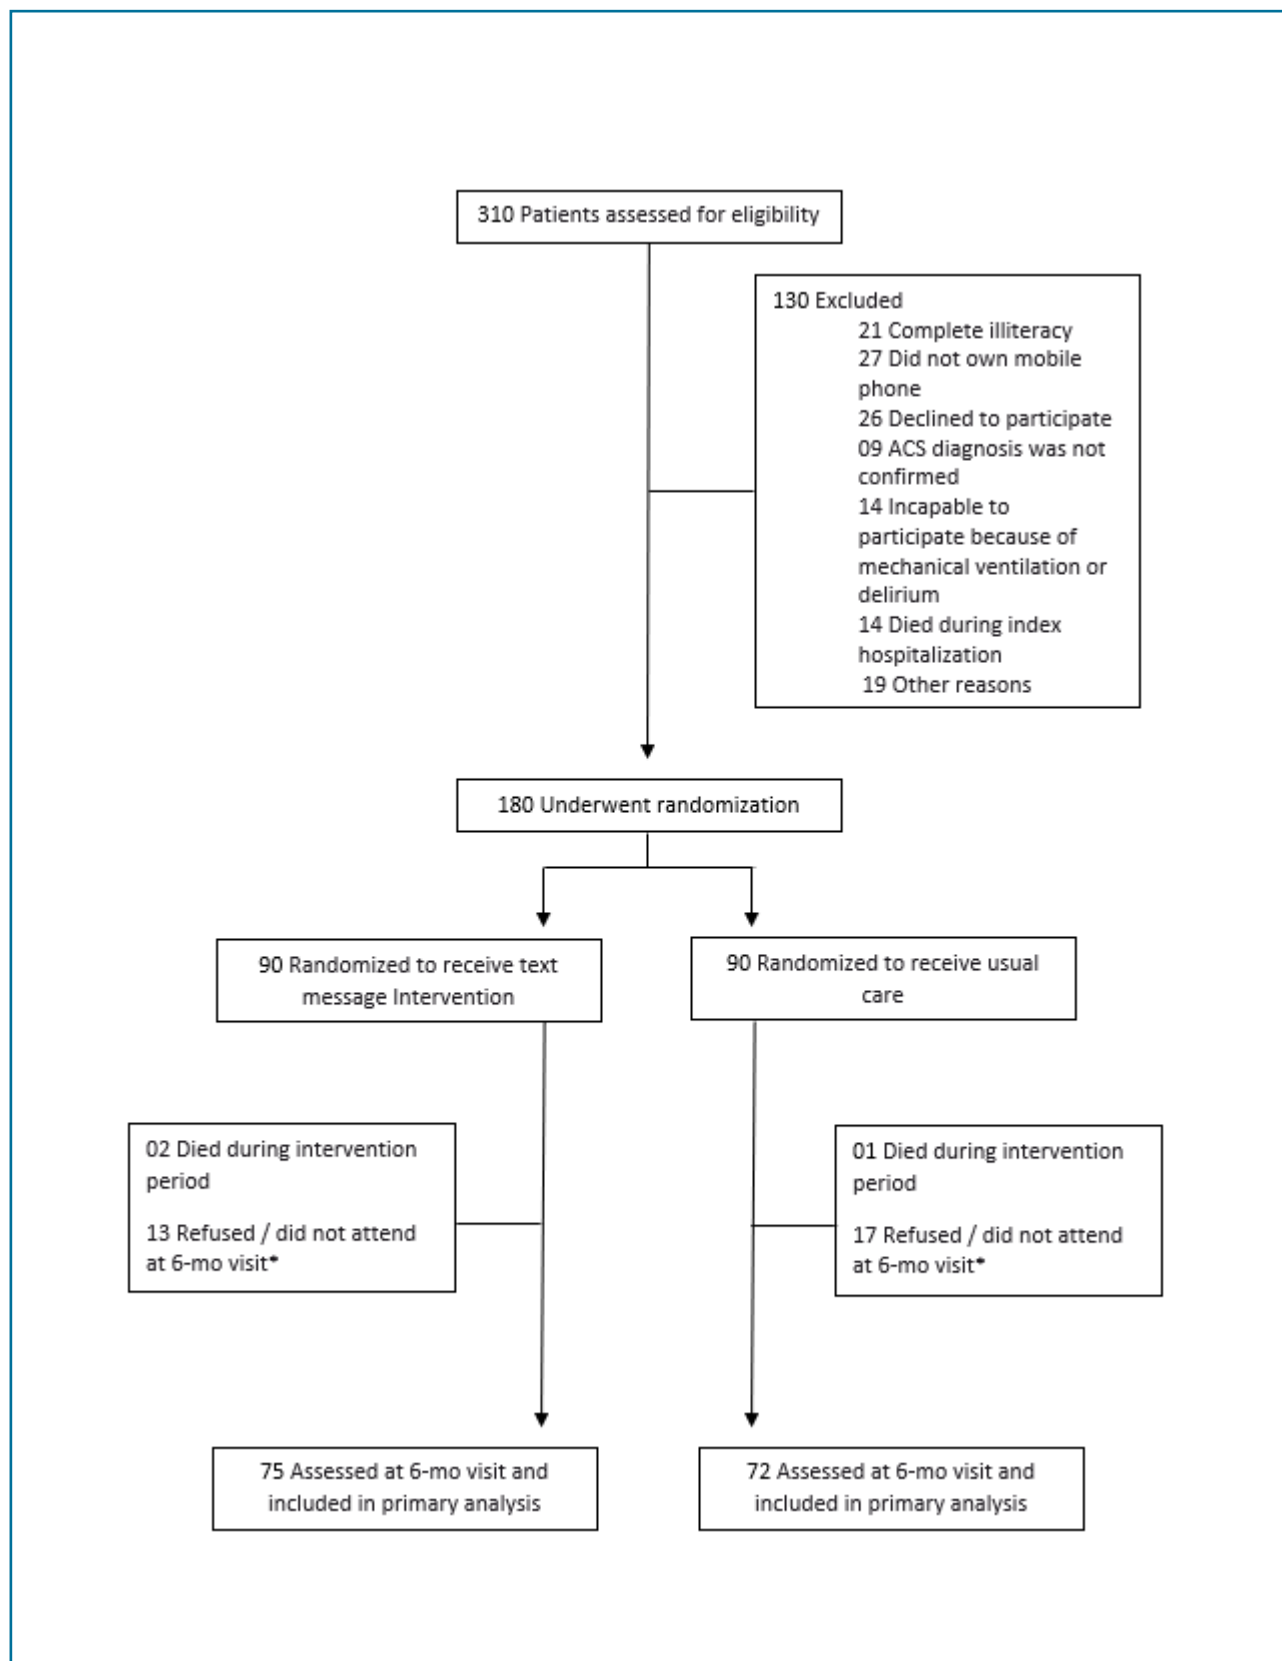 310 Patients assessed for eligibility
130 Excluded
21 Complete illiteracy
27 Did not own mobile
phone
26 Declined to participate
09 ACS diagnosis was not
confirmed
14 Incapable to
participate because of
mechanical ventilation or
delirium
14 Died during index
hospitalization
19 Other reasons
180 Underwent randomization
90 Randomized to receive text
message Intervention
90 Randomized to receive usual
care
02 Died during intervention
period
13 Refused / did not attend
at 6-mo visit*
01 Died during intervention
period
17 Refused / did not attend
at 6-mo visit*
75 Assessed at 6-mo visit and
included in primary analysis
72 Assessed at 6-mo visit and
included in primary analysis